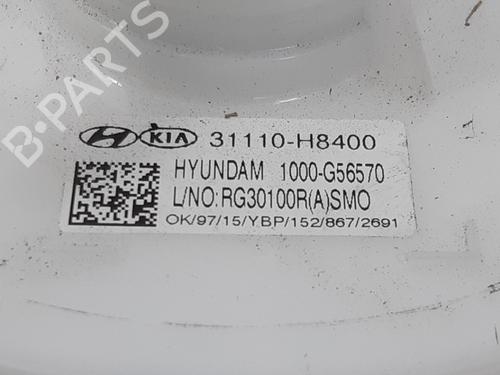 B-PARTS
KIA 31110-H8400
HYUNDAM 1000-G56570
L/NO:RG30100R(A)SMO
OK/97/15/YBP/152/867/2691